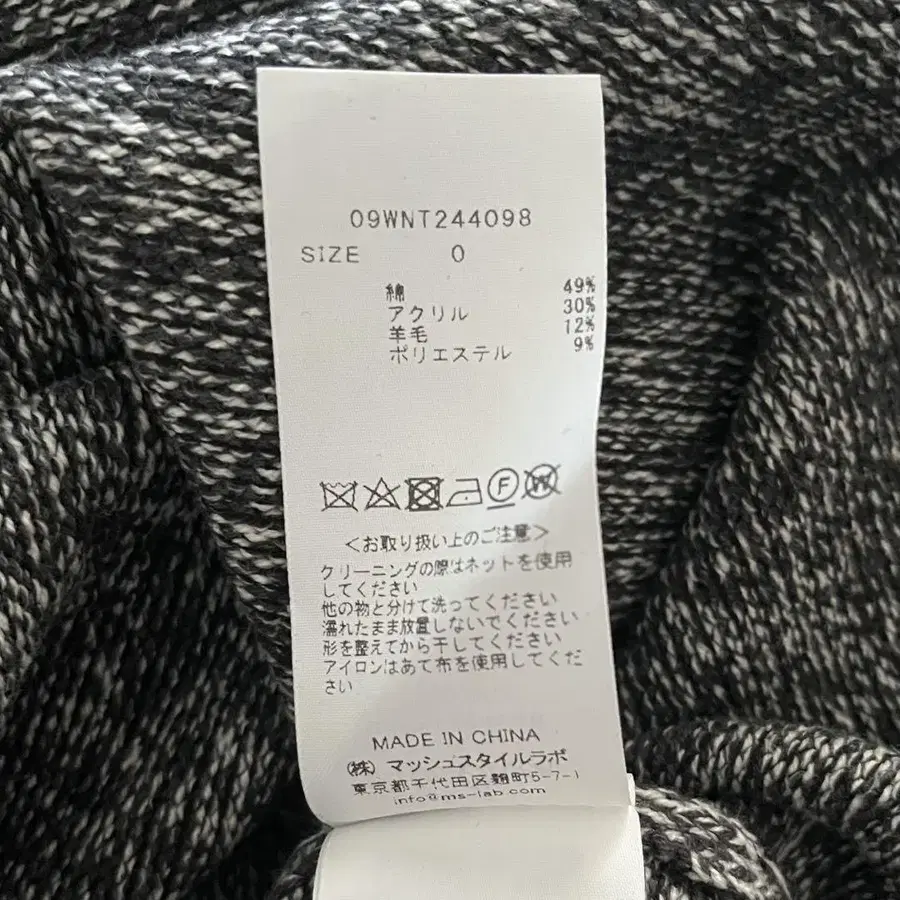 09WNT244098
SIZE 0
綿 49%
アクリル 30%
羊毛 12%
ポリエステル 9%
F W
＜お取り扱い上のご注意＞
クリーニングの際はネットを使用
してください
他の物と分けて洗ってください
濡れたまま放置しないでください
形を整えてから干してください
アイロンはあて布を使用してくだ
さい
MADE IN CHINA
(株) マッシュスタイルラボ
東京都千代田区麹町5-7-1
info@ms-lab.com